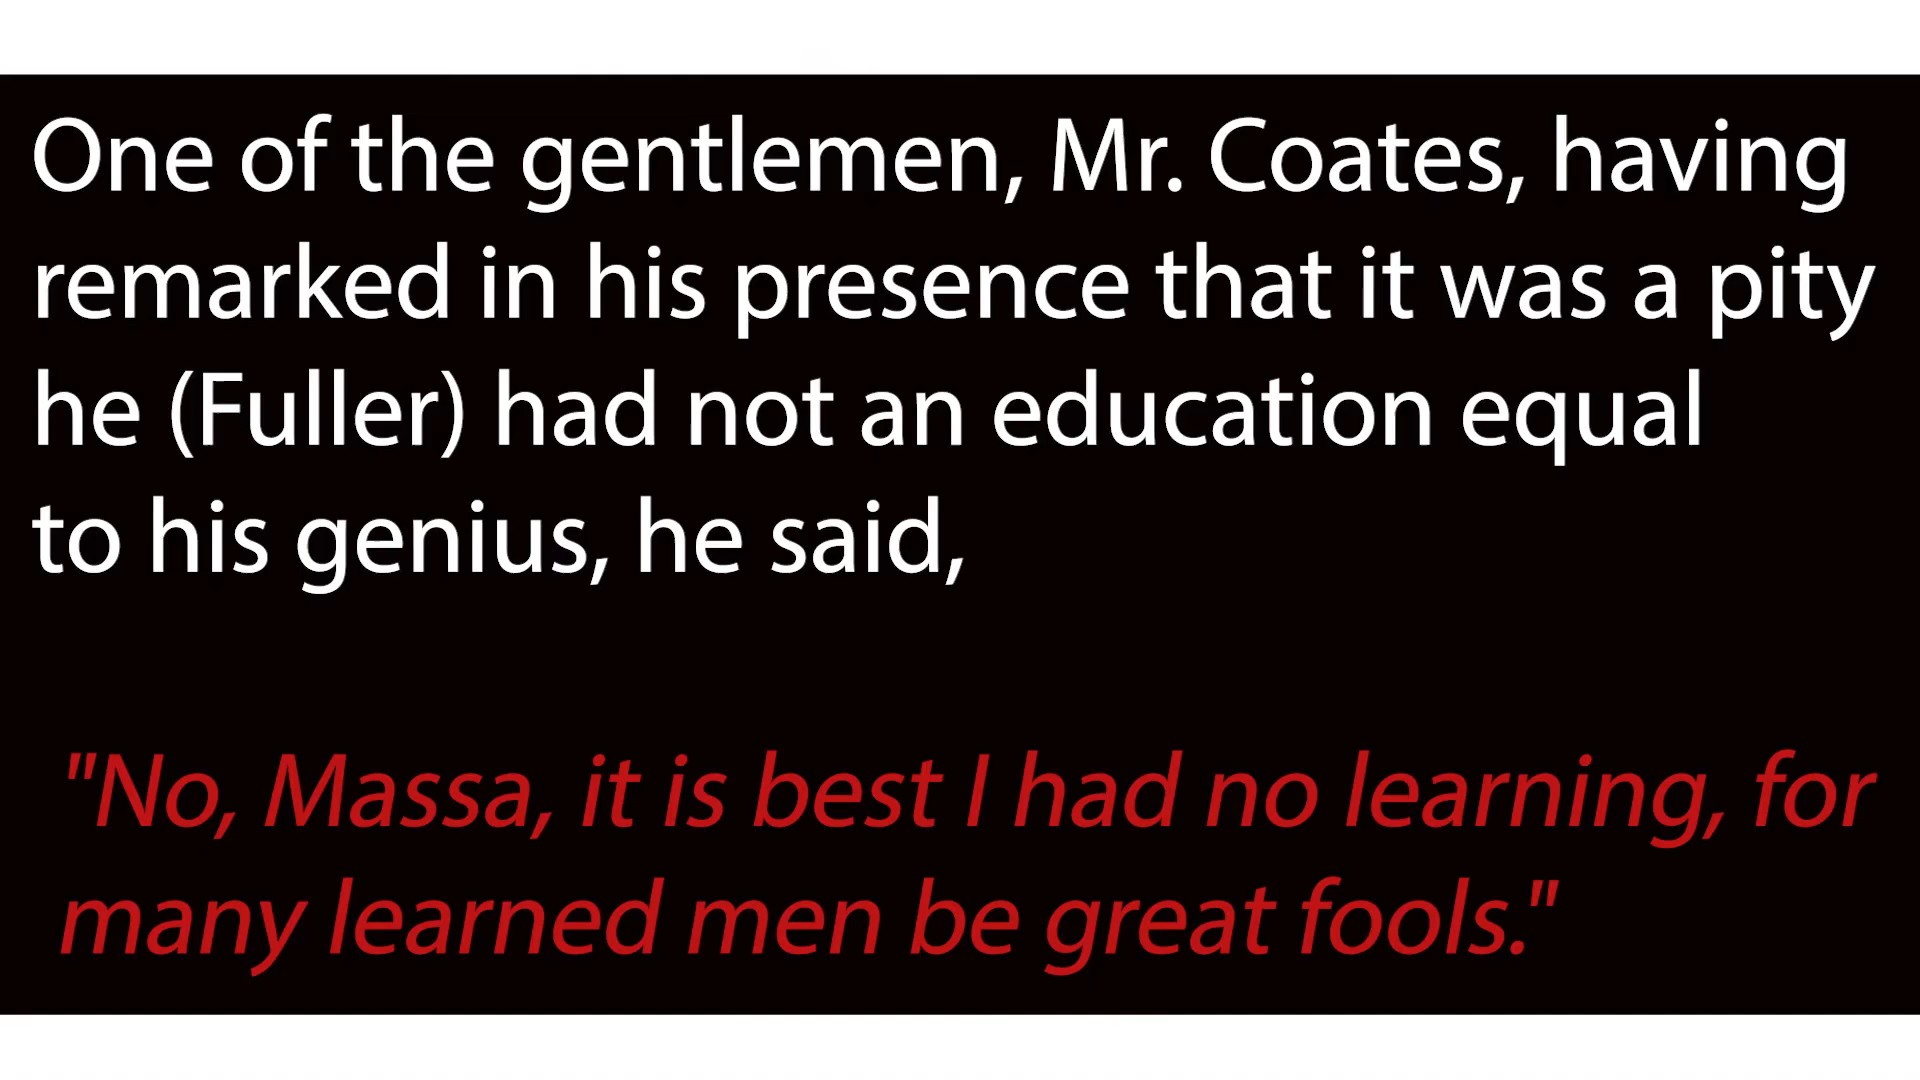 One of the gentlemen, Mr. Coates, having
remarked in his presence that it was a pity
he (Fuller) had not an education equal
to his genius, he said,
"No, Massa, it is best I had no learning, for
many learned men be great fools."